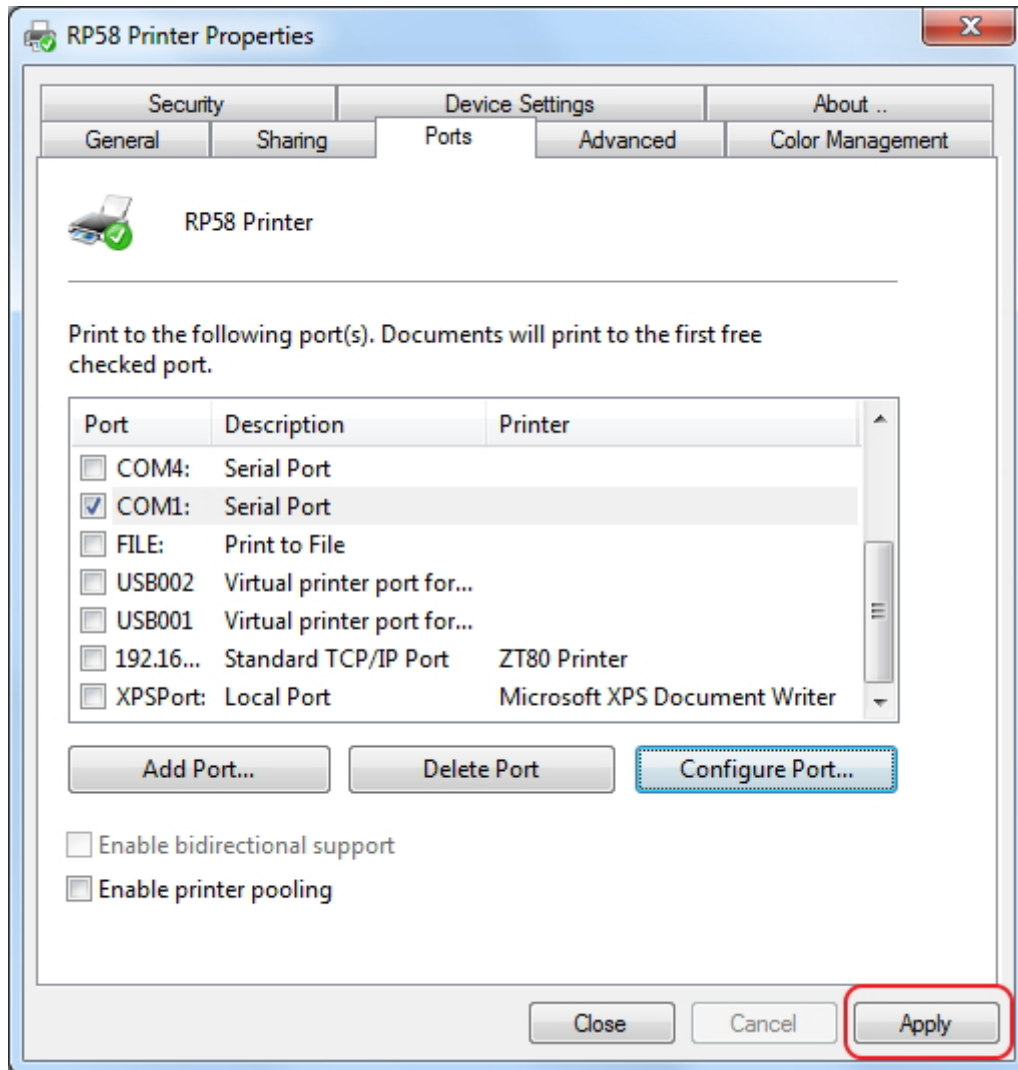 RP58 Printer Properties
X
Security Device Settings About ..
General Sharing Ports Advanced Color Management
RP58 Printer
Print to the following port(s). Documents will print to the first free
checked port.
Port Description Printer
COM4: Serial Port
COM1: Serial Port
FILE: Print to File
USB002 Virtual printer port for...
USB001 Virtual printer port for...
192.16... Standard TCP/IP Port ZT80 Printer
XPSPort: Local Port Microsoft XPS Document Writer
Add Port... Delete Port Configure Port...
Enable bidirectional support
Enable printer pooling
Close Cancel Apply